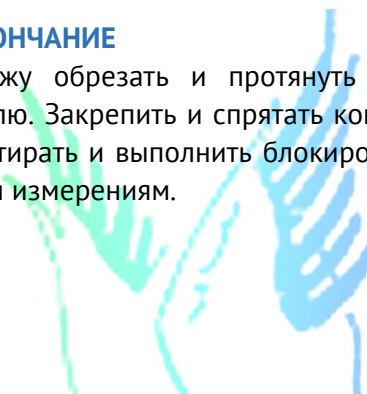 ОНЧАНИЕ
жу обрезать и протянуть
лю. Закрепить и спрятать ко
тирать и выполнить блокиро
и измерениям.